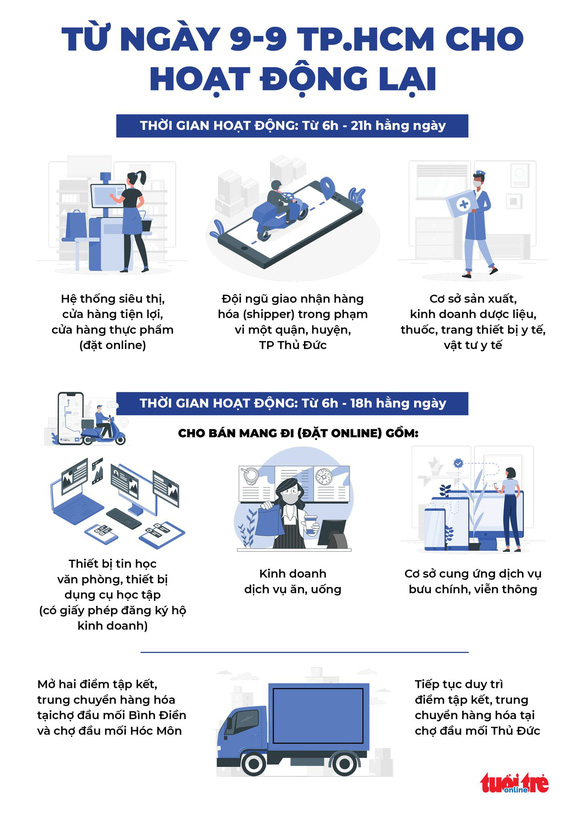 TỪ NGÀY 9-9 TP.HCM CHO
HOẠT ĐỘNG LẠI
THỜI GIAN HOẠT ĐỘNG: Từ 6h - 21h hằng ngày
Hệ thống siêu thị,
cửa hàng tiện lợi,
cửa hàng thực phẩm
(đặt online)
Đội ngũ giao nhận hàng
hóa (shipper) trong phạm
vi một quận, huyện,
TP Thủ Đức
Cơ sở sản xuất,
kinh doanh dược liệu,
thuốc, trang thiết bị y tế,
vật tư y tế
THỜI GIAN HOẠT ĐỘNG: Từ 6h - 18h hằng ngày
CHO BÁN MANG ĐI (ĐẶT ONLINE) GỒM:
Thiết bị tin học
văn phòng, thiết bị
dụng cụ học tập
(có giấy phép đăng ký hộ
kinh doanh)
Kinh doanh
dịch vụ ăn, uống
Cơ sở cung ứng dịch vụ
bưu chính, viễn thông
Mở hai điểm tập kết,
trung chuyển hàng hóa
tạichợ đầu mối Bình Điền
và chợ đầu mối Hóc Môn
Tiếp tục duy trì
điểm tập kết, trung
chuyển hàng hóa tại
chợ đầu mối Thủ Đức
tuổi trẻ
online